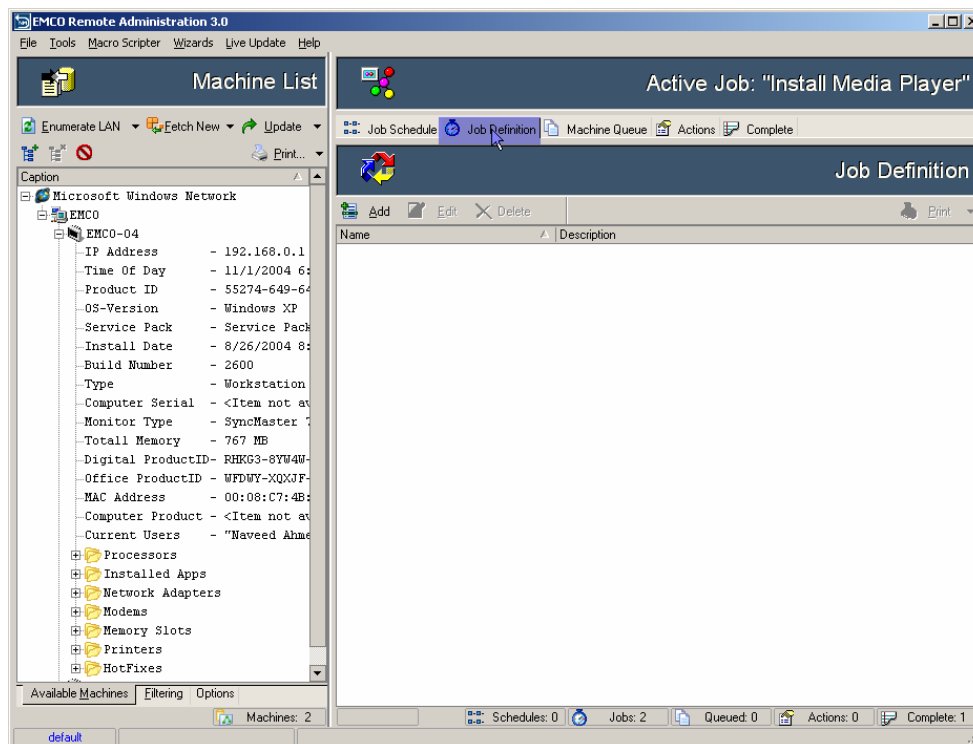 EMCO Remote Administration 3.0
File Tools Macro Scripter Wizards Live Update Help
Machine List
Enumerate LAN Fetch New Update
Print...
Caption
Microsoft Windows Network
EMCO
EMCO-04
IP Address - 192.168.0.1
Time Of Day - 11/1/2004 6:
Product ID - 55274-649-64
OS-Version - Windows XP
Service Pack - Service Pack
Install Date - 8/26/2004 8:
Build Number - 2600
Type - Workstation
Computer Serial - <Item not av
Monitor Type - SyncMaster 7
Totall Memory - 767 MB
Digital ProductID- RHKG3-8YW4W-
Office ProductID - WFDWY-XQXJF-
MAC Address - 00:08:C7:4B:
Computer Product - <Item not av
Current Users - "Naveed Ahme
Processors
Installed Apps
Network Adapters
Modems
Memory Slots
Printers
HotFixes
Available Machines Filtering Options
Machines: 2
default
Active Job: "Install Media Player"
Job Schedule Job Definition Machine Queue Actions Complete
Job Definition
Add Edit Delete Print
Name Description
Schedules: 0 Jobs: 2 Queued: 0 Actions: 0 Complete: 1